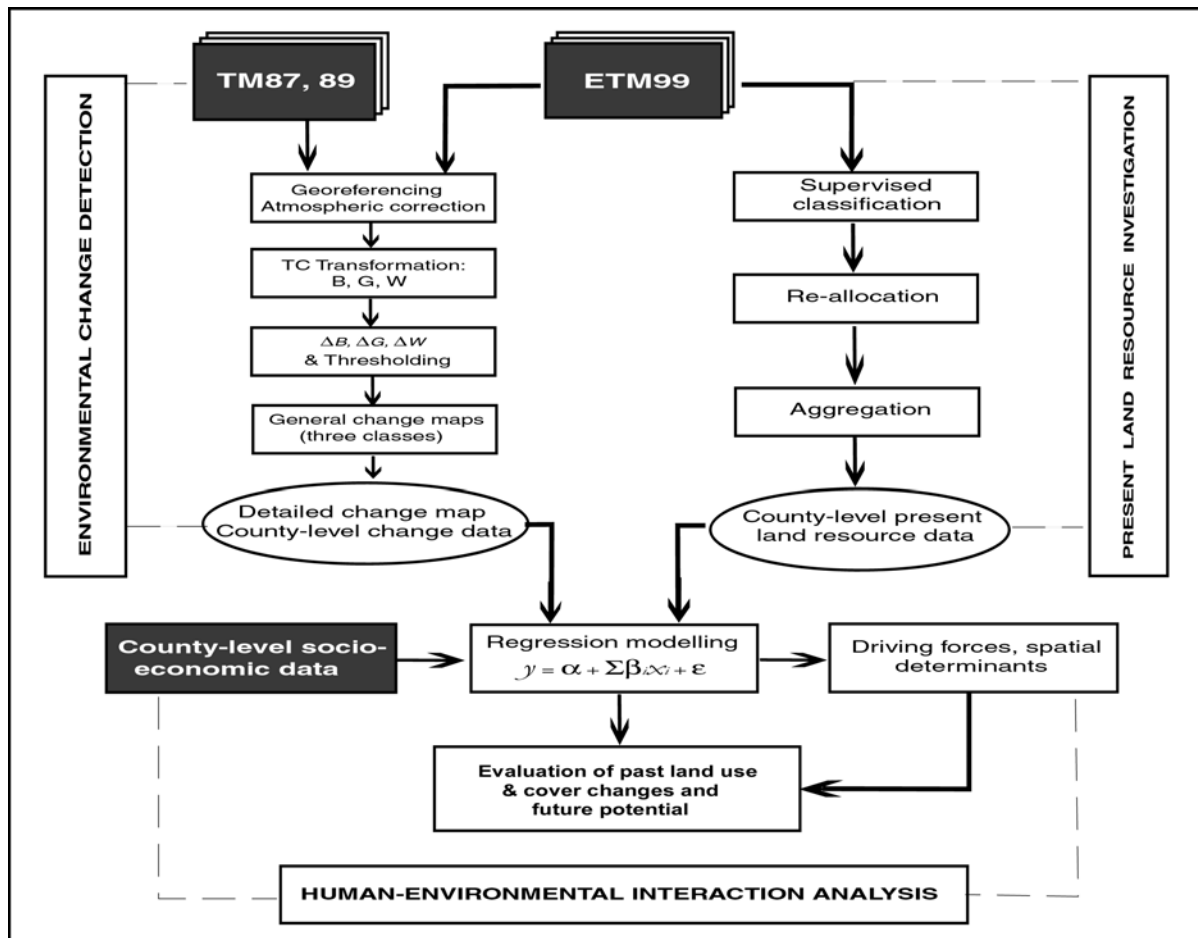 TM87, 89
ETM99
ENVIRONMENTAL CHANGE DETECTION
PRESENT LAND RESOURCE INVESTIGATION
Georeferencing
Atmospheric correction
TC Transformation:
B, G, W
ΔB, ΔG, ΔW
& Thresholding
General change maps
(three classes)
Detailed change map
County-level change data
Supervised
classification
Re-allocation
Aggregation
County-level present
land resource data
County-level socio-
economic data
Regression modelling
y = α + Σβᵢxᵢ + ε
Driving forces, spatial
determinants
Evaluation of past land use
& cover changes and
future potential
HUMAN-ENVIRONMENTAL INTERACTION ANALYSIS